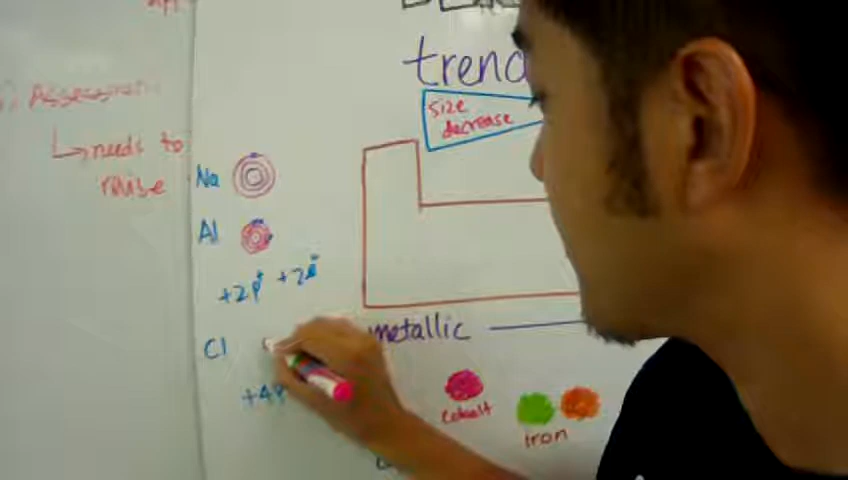 Assessment
needs to
raise
trend
size
decrease
Na
Al
+2p+ +2e-
Cl
+4p
metallic
cobalt
Iron